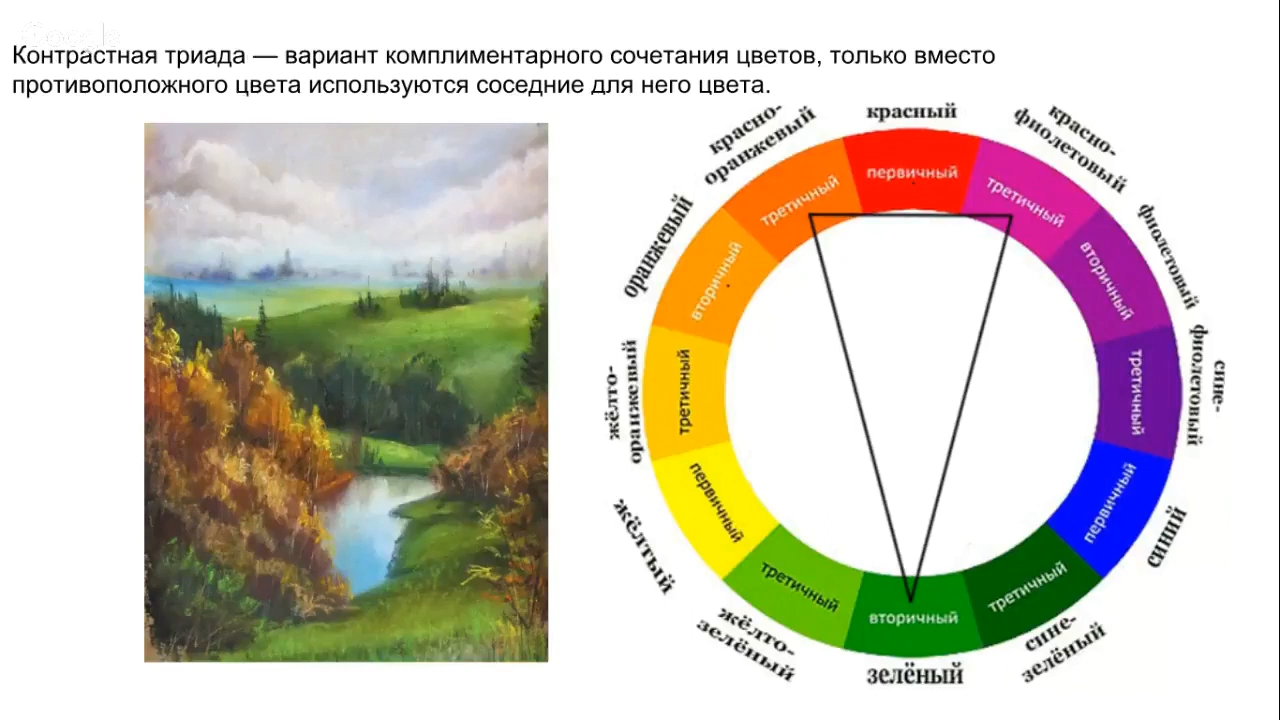 Google
Контрастная триада — вариант комплиментарного сочетания цветов, только вместо
противоположного цвета используются соседние для него цвета.
красный
первичный
красно-
фиолетовый
третичный
фиолетовый
вторичный
сине-
фиолетовый
третичный
синий
первичный
сине-
зелёный
третичный
зелёный
вторичный
жёлто-
зелёный
третичный
жёлтый
первичный
жёлто-
оранжевый
третичный
оранжевый
вторичный
красно-
оранжевый
третичный